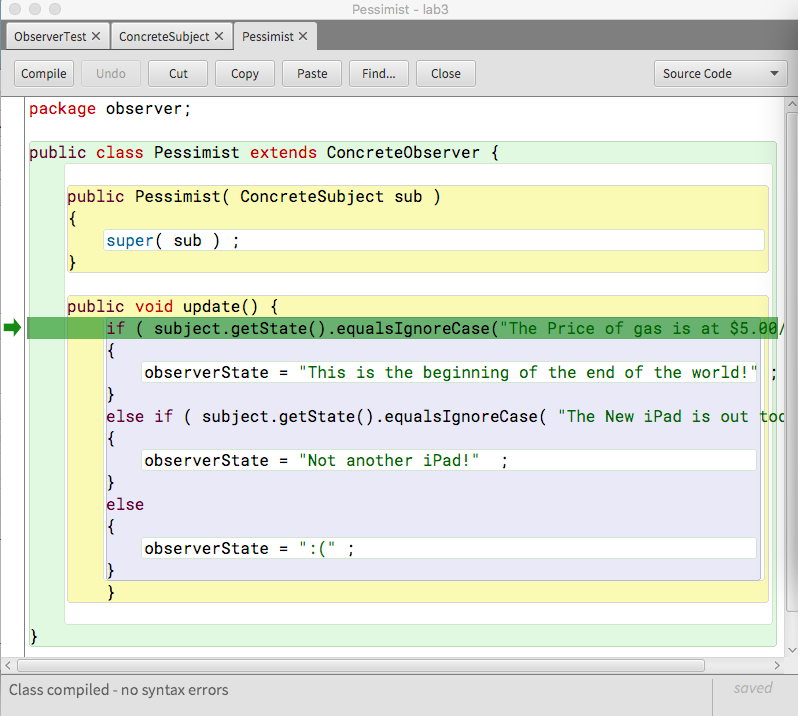 Pessimist - lab3
ObserverTest ✕ ConcreteSubject ✕ Pessimist ✕
Compile Undo Cut Copy Paste Find... Close Source Code
package observer;
public class Pessimist extends ConcreteObserver {
public Pessimist( ConcreteSubject sub )
{
super( sub ) ;
}
public void update() {
if ( subject.getState().equalsIgnoreCase("The Price of gas is at $5.00/
{
observerState = "This is the beginning of the end of the world!" ;
}
else if ( subject.getState().equalsIgnoreCase( "The New iPad is out tod
{
observerState = "Not another iPad!"  ;
}
else
{
observerState = ":(" ;
}
}
}
Class compiled - no syntax errors
saved